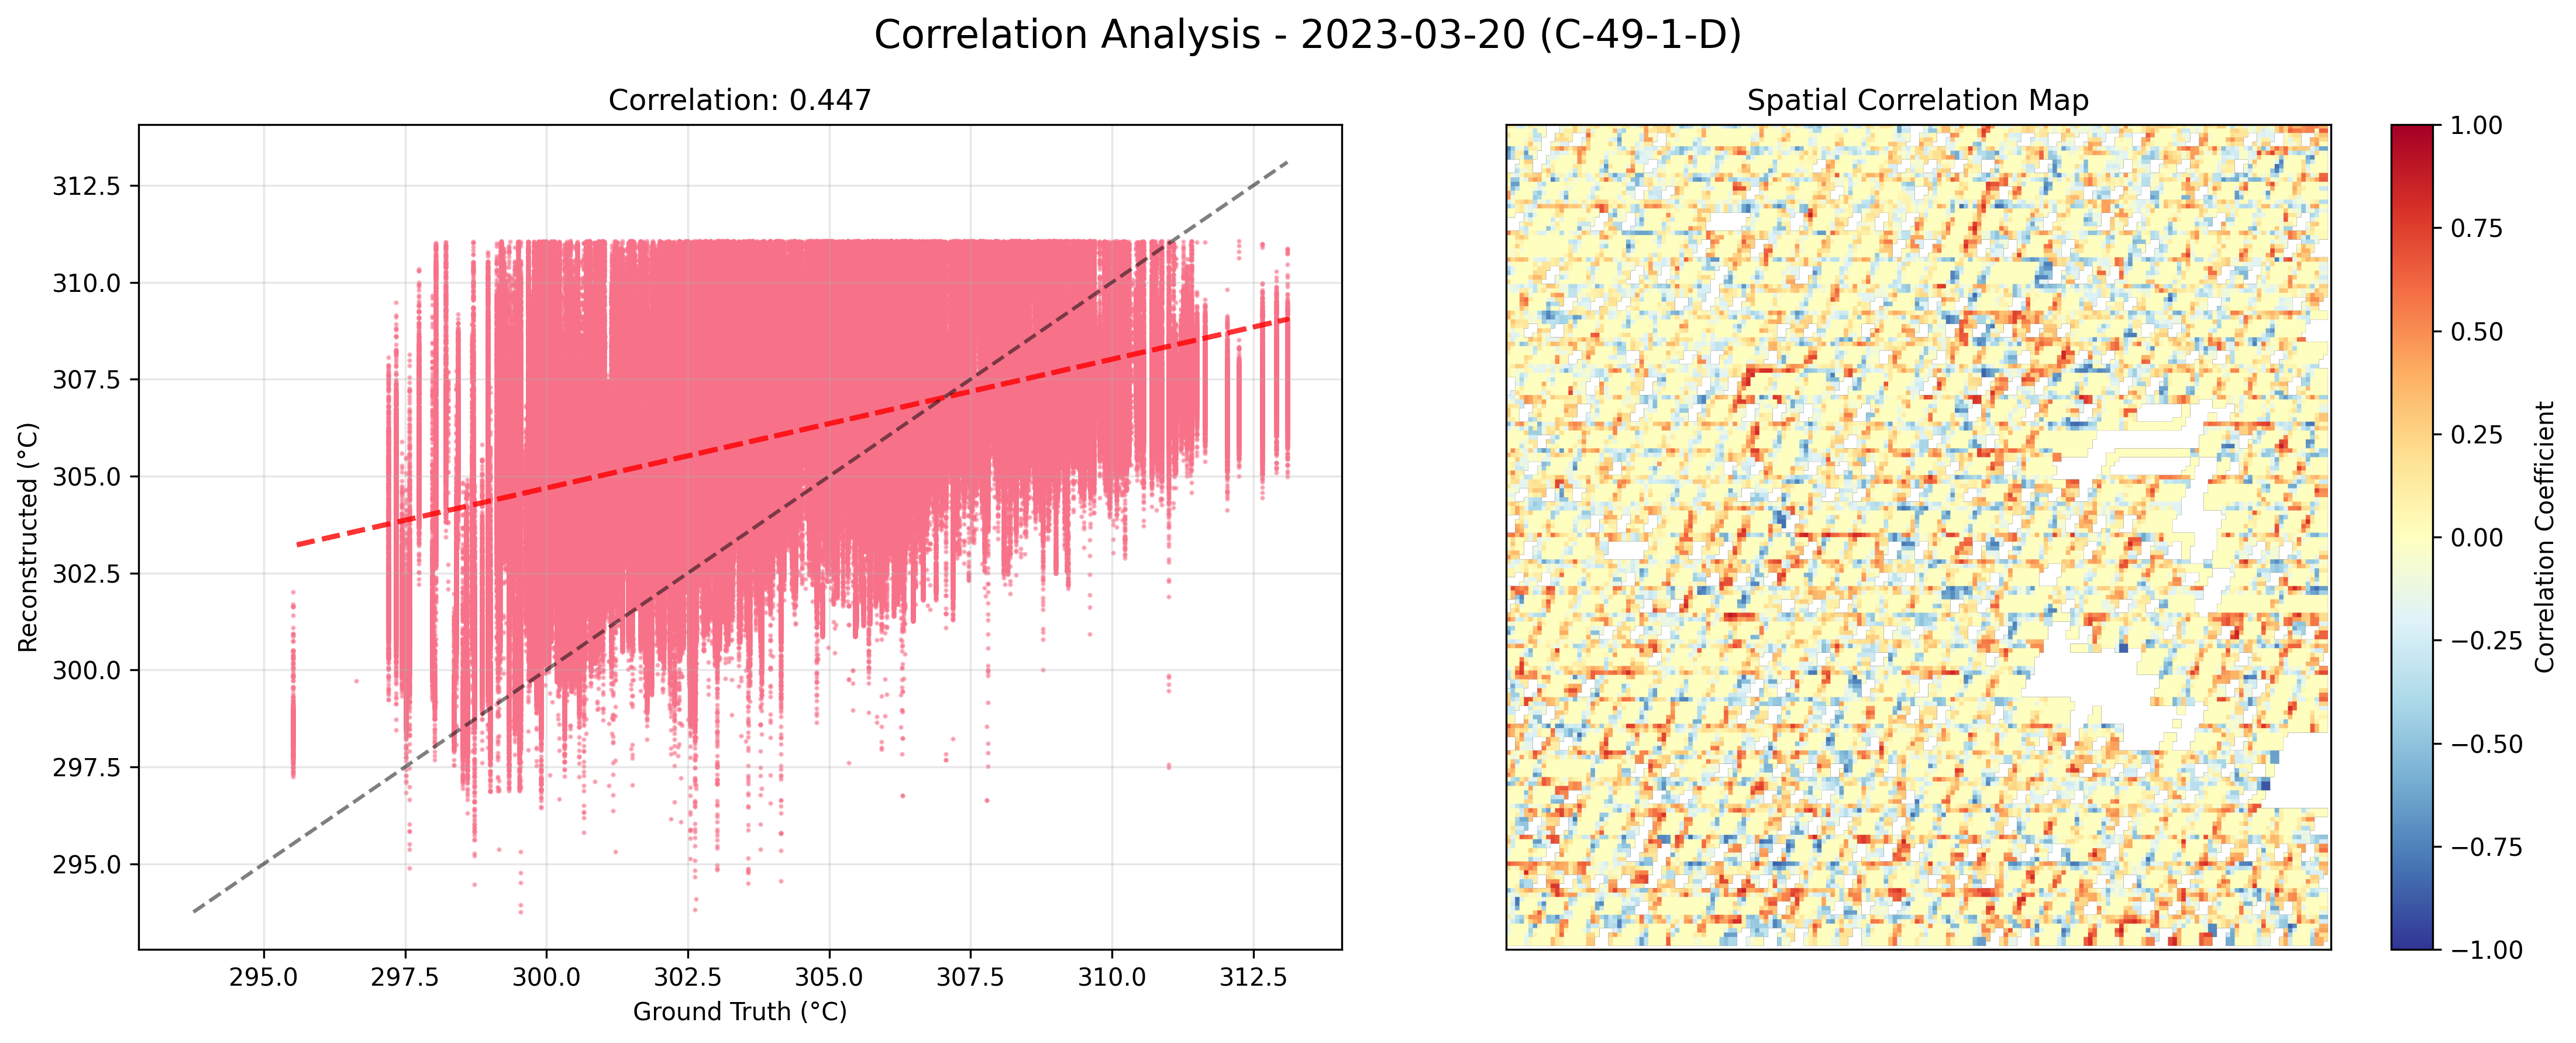 Correlation Analysis - 2023-03-20 (C-49-1-D)
Correlation: 0.447
312.5
310.0
307.5
305.0
302.5
300.0
297.5
295.0
Reconstructed (°C)
295.0 297.5 300.0 302.5 305.0 307.5 310.0 312.5
Ground Truth (°C)
Spatial Correlation Map
1.00
0.75
0.50
0.25
0.00
−0.25
−0.50
−0.75
−1.00
Correlation Coefficient